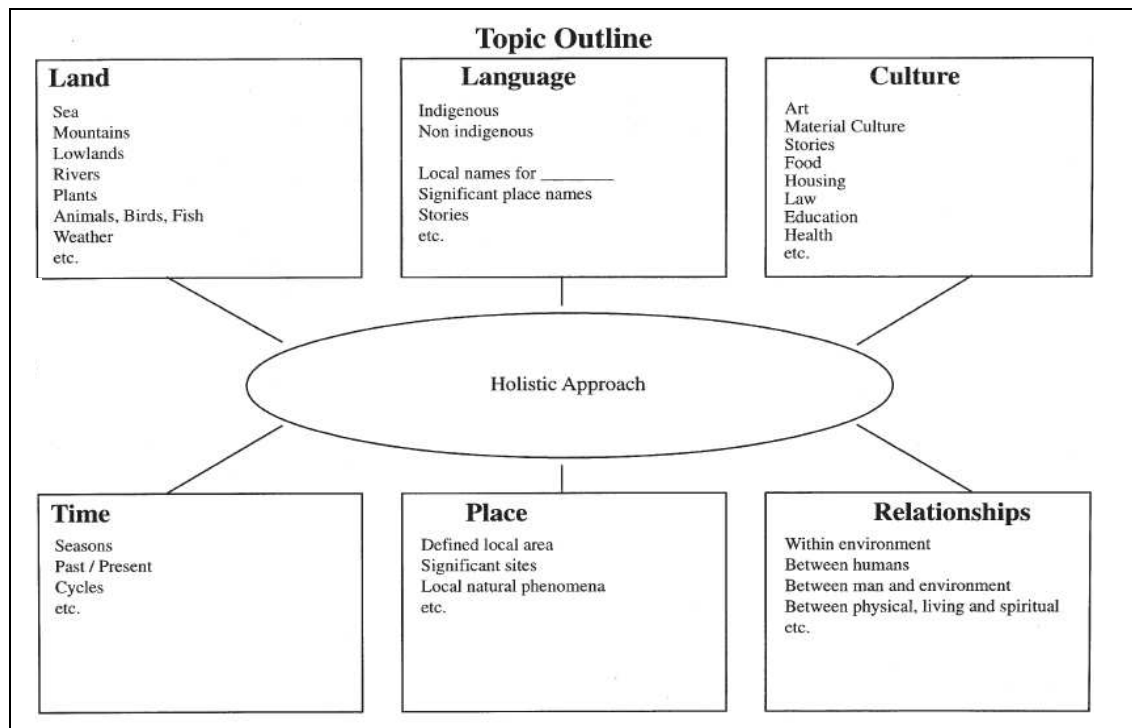 Topic Outline
Land
Sea
Mountains
Lowlands
Rivers
Plants
Animals, Birds, Fish
Weather
etc.
Language
Indigenous
Non indigenous
Local names for ________
Significant place names
Stories
etc.
Culture
Art
Material Culture
Stories
Food
Housing
Law
Education
Health
etc.
Holistic Approach
Time
Seasons
Past / Present
Cycles
etc.
Place
Defined local area
Significant sites
Local natural phenomena
etc.
Relationships
Within environment
Between humans
Between man and environment
Between physical, living and spiritual
etc.